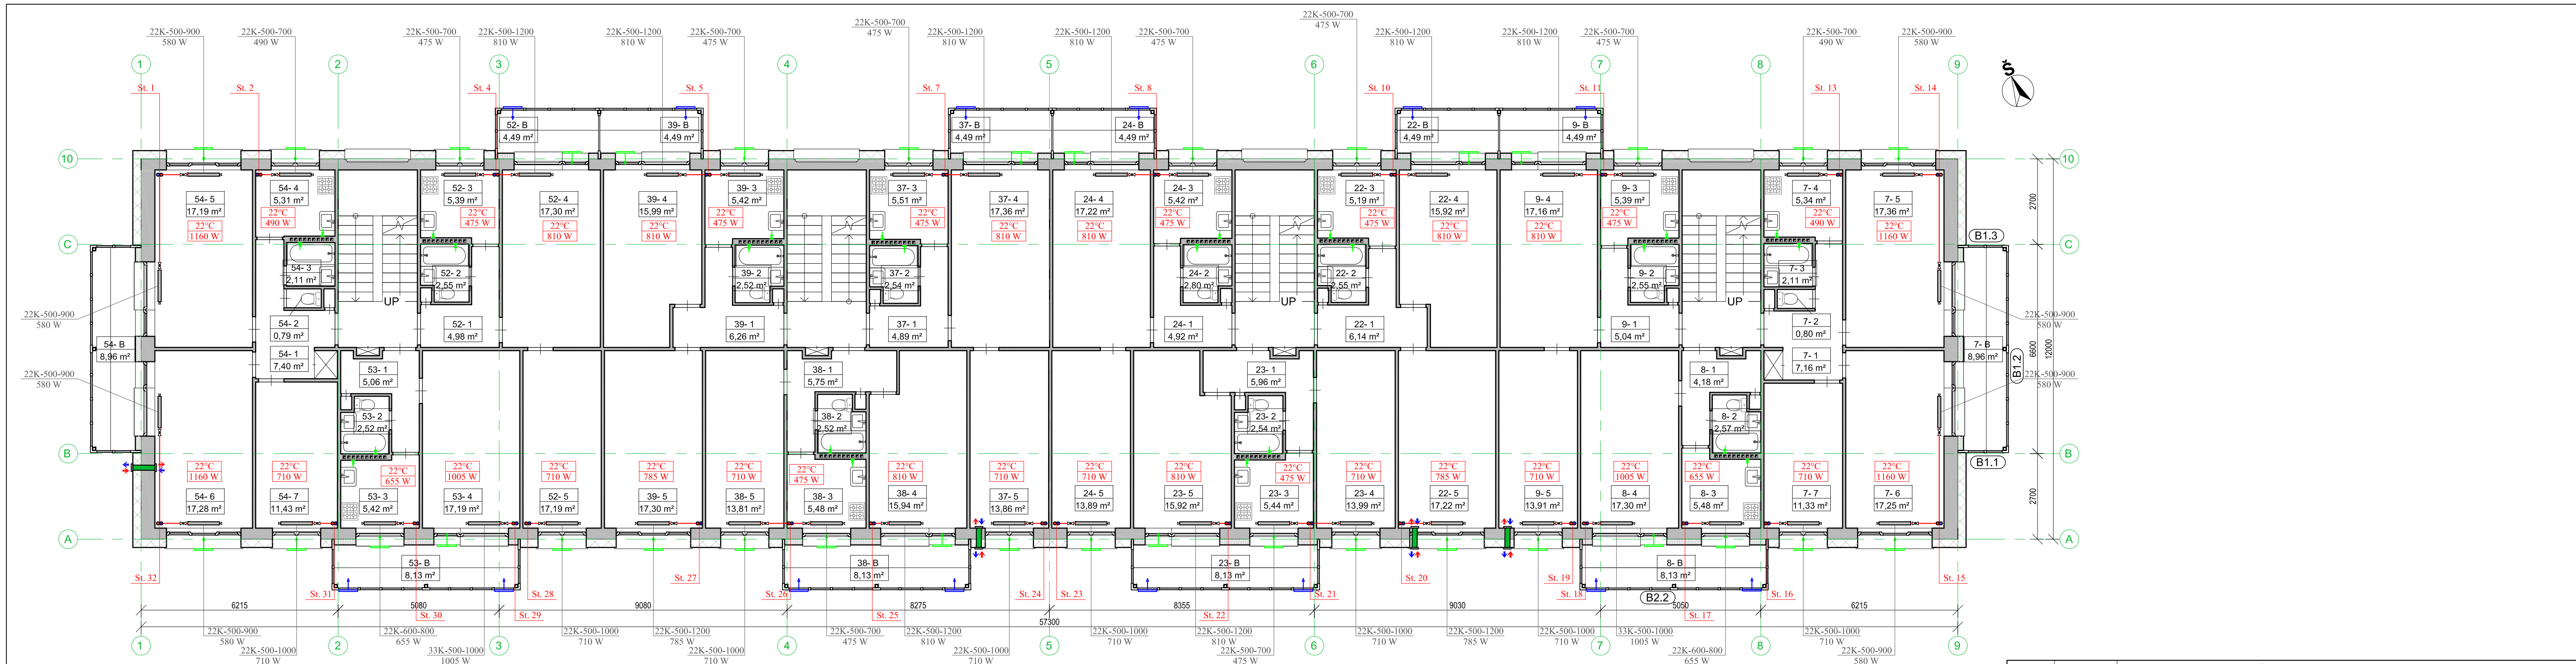 22K-500-700
475 W
22K-500-700
475 W
22K-500-900
580 W
22K-500-700
490 W
22K-500-700
475 W
22K-500-1200
810 W
22K-500-1200
810 W
22K-500-700
475 W
22K-500-1200
810 W
22K-500-1200
810 W
22K-500-700
475 W
22K-500-1200
810 W
22K-500-1200
810 W
22K-500-700
475 W
22K-500-700
490 W
22K-500-900
580 W
1
2
3
4
5
6
7
8
9
Š
St. 1
St. 2
St. 4
St. 5
St. 7
St. 8
St. 10
St. 11
St. 13
St. 14
52- B
4,49 m²
39- B
4,49 m²
37- B
4,49 m²
24- B
4,49 m²
22- B
4,49 m²
9- B
4,49 m²
10
10
54- 5
17,19 m²
22°C
1160 W
54- 4
5,31 m²
22°C
490 W
52- 3
5,39 m²
22°C
475 W
52- 4
17,30 m²
22°C
810 W
39- 4
15,99 m²
22°C
810 W
39- 3
5,42 m²
22°C
475 W
37- 3
5,51 m²
22°C
475 W
37- 4
17,36 m²
22°C
810 W
24- 4
17,22 m²
22°C
810 W
24- 3
5,42 m²
22°C
475 W
22- 3
5,19 m²
22°C
475 W
22- 4
15,92 m²
22°C
810 W
9- 4
17,16 m²
22°C
810 W
9- 3
5,39 m²
22°C
475 W
7- 4
5,34 m²
22°C
490 W
7- 5
17,36 m²
22°C
1160 W
2700
C
C
B1.3
54- 3
2,11 m²
52- 2
2,55 m²
39- 2
2,52 m²
37- 2
2,54 m²
24- 2
2,80 m²
22- 2
2,55 m²
9- 2
2,55 m²
7- 3
2,11 m²
UP
UP
UP
22K-500-900
580 W
22K-500-900
580 W
54- 2
0,79 m²
52- 1
4,98 m²
39- 1
6,26 m²
37- 1
4,89 m²
24- 1
4,92 m²
22- 1
6,14 m²
9- 1
5,04 m²
7- 2
0,80 m²
54- B
8,96 m²
7- B
8,96 m²
6600
12000
B1.2
54- 1
7,40 m²
53- 1
5,06 m²
38- 1
5,75 m²
23- 1
5,96 m²
8- 1
4,18 m²
7- 1
7,16 m²
22K-500-900
580 W
22K-500-900
580 W
53- 2
2,52 m²
38- 2
2,52 m²
23- 2
2,54 m²
8- 2
2,57 m²
B
B
B1.1
22°C
1160 W
54- 6
17,28 m²
22°C
710 W
54- 7
11,43 m²
22°C
655 W
53- 3
5,42 m²
22°C
1005 W
53- 4
17,19 m²
22°C
710 W
52- 5
17,19 m²
22°C
785 W
39- 5
17,30 m²
22°C
710 W
38- 5
13,81 m²
22°C
475 W
38- 3
5,48 m²
22°C
810 W
38- 4
15,94 m²
22°C
710 W
37- 5
13,86 m²
22°C
710 W
24- 5
13,89 m²
22°C
810 W
23- 5
15,92 m²
22°C
475 W
23- 3
5,44 m²
22°C
710 W
23- 4
13,99 m²
22°C
785 W
22- 5
17,22 m²
22°C
710 W
9- 5
13,91 m²
22°C
1005 W
8- 4
17,30 m²
22°C
655 W
8- 3
5,48 m²
22°C
710 W
7- 7
11,33 m²
22°C
1160 W
7- 6
17,25 m²
2700
A
A
53- B
8,13 m²
38- B
8,13 m²
23- B
8,13 m²
8- B
8,13 m²
St. 32
St. 27
St. 20
St. 19
St. 15
St. 31
St. 28
St. 26
St. 24
St. 23
St. 21
St. 18
St. 16
B2.2
St. 30
St. 29
St. 25
St. 22
St. 17
6215
5080
9080
8275
8355
9030
5050
6215
57300
22K-500-900
580 W
22K-600-800
655 W
22K-500-1000
710 W
22K-500-1200
785 W
22K-500-700
475 W
22K-500-1200
810 W
22K-500-1000
710 W
22K-500-1200
810 W
22K-500-1000
710 W
22K-500-1200
785 W
22K-500-1000
710 W
33K-500-1000
1005 W
22K-500-1000
710 W
1
2
3
4
5
6
7
8
9
22K-500-1000
710 W
33K-500-1000
1005 W
22K-500-1000
710 W
22K-500-1000
710 W
22K-500-700
475 W
22K-600-800
655 W
22K-500-900
580 W